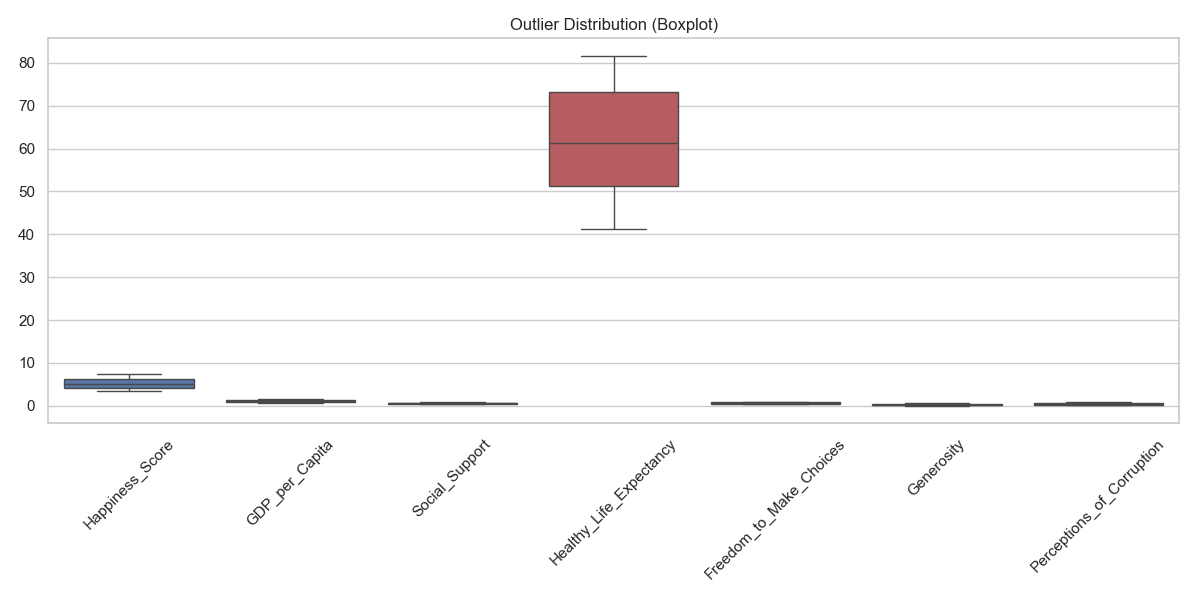 Outlier Distribution (Boxplot)
80
70
60
50
40
30
20
10
0
Happiness_Score
GDP_per_Capita
Social_Support
Healthy_Life_Expectancy
Freedom_to_Make_Choices
Generosity
Perceptions_of_Corruption